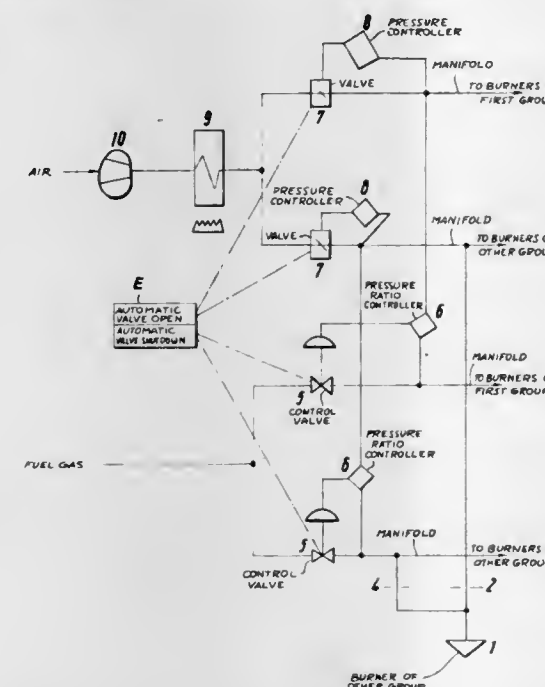 8
PRESSURE
CONTROLLER
MANIFOLD
VALVE
TO BURNERS
FIRST GROU
7
9
10
AIR
8
PRESSURE
CONTROLLER
MANIFOLD
VALVE
TO BURNERS O
OTHER GROUP
7
E
AUTOMATIC
VALVE OPEN
AUTOMATIC
VALVE SHUTDOWN
PRESSURE
RATIO
CONTROLLER
6
MANIFOLD
TO BURNERS O
FIRST GROUP
5
CONTROL
VALVE
PRESSURE
RATIO
CONTROLLER
6
FUEL GAS
MANIFOLD
5
TO BURNERS
OTHER GROU
CONTROL
VALVE
4
2
1
BURNER OF
OTHER GROUP